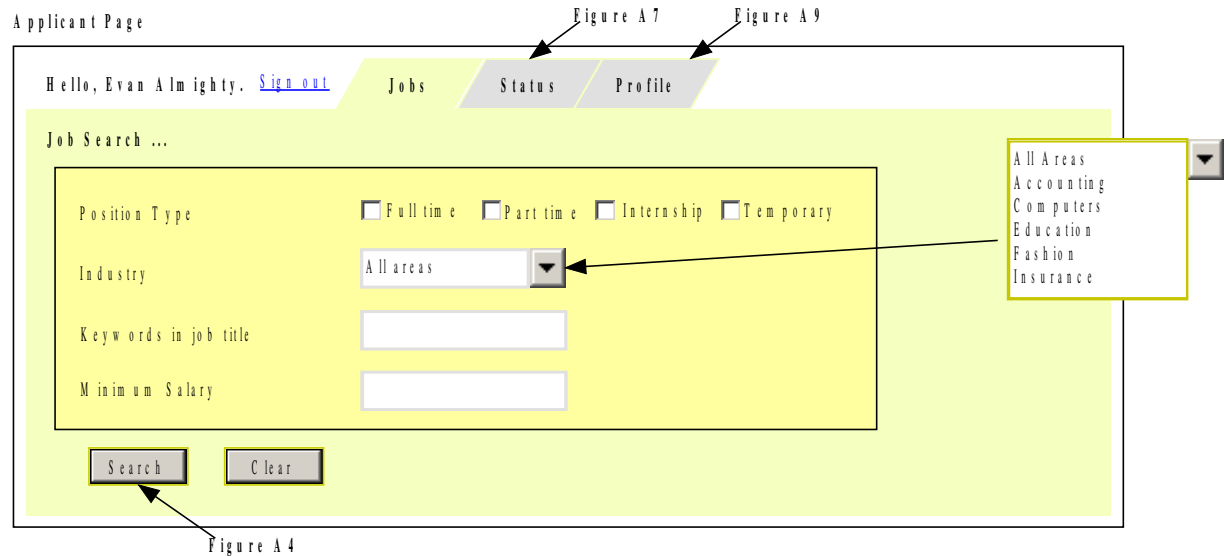 Applicant Page
Figure A7
Figure A9
Hello, Evan Almighty. Sign out
Jobs
Status
Profile
Job Search ...
Position Type
Full time
Part time
Internship
Temporary
Industry
All areas
Keywords in job title
Minimum Salary
Search
Clear
Figure A4
All Areas
Accounting
Computers
Education
Fashion
Insurance